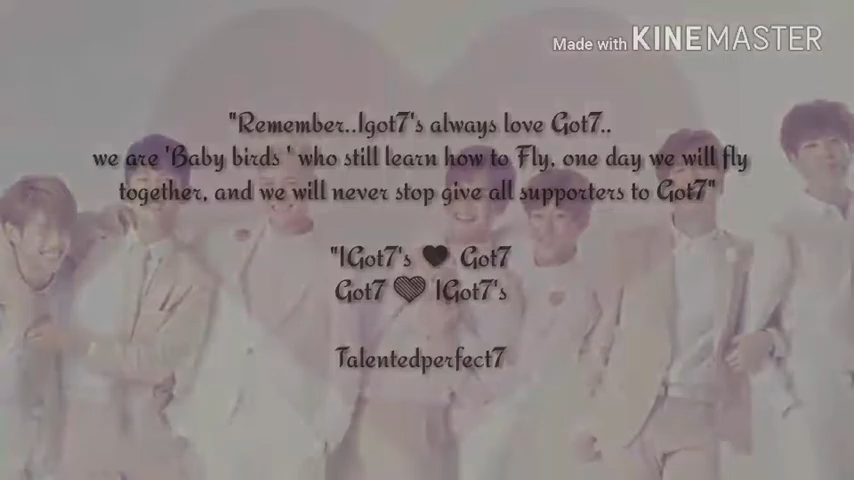 Made with KINEMASTER
"Remember..Igot7's always love Got7..
we are 'Baby birds ' who still learn how to Fly, one day we will fly
together, and we will never stop give all supporters to Got7"
"IGot7's ♥ Got7
Got7 ♥ IGot7's
Talentedperfect7